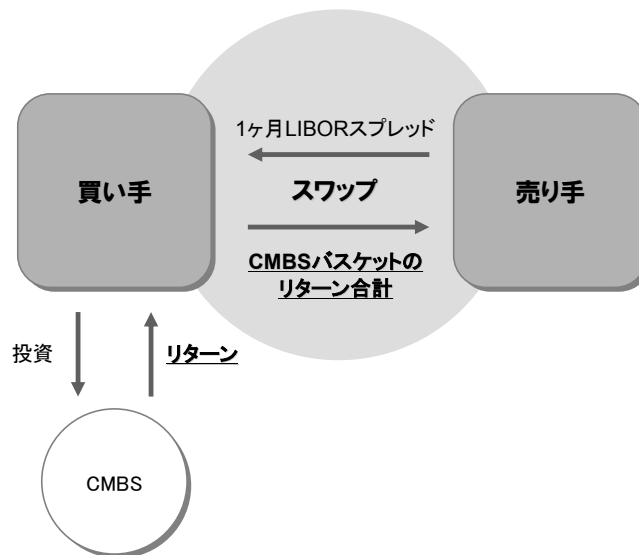 1ヶ月LIBORスプレッド
買い手
スワップ
売り手
CMBSバスケットの
リターン合計
投資
リターン
CMBS